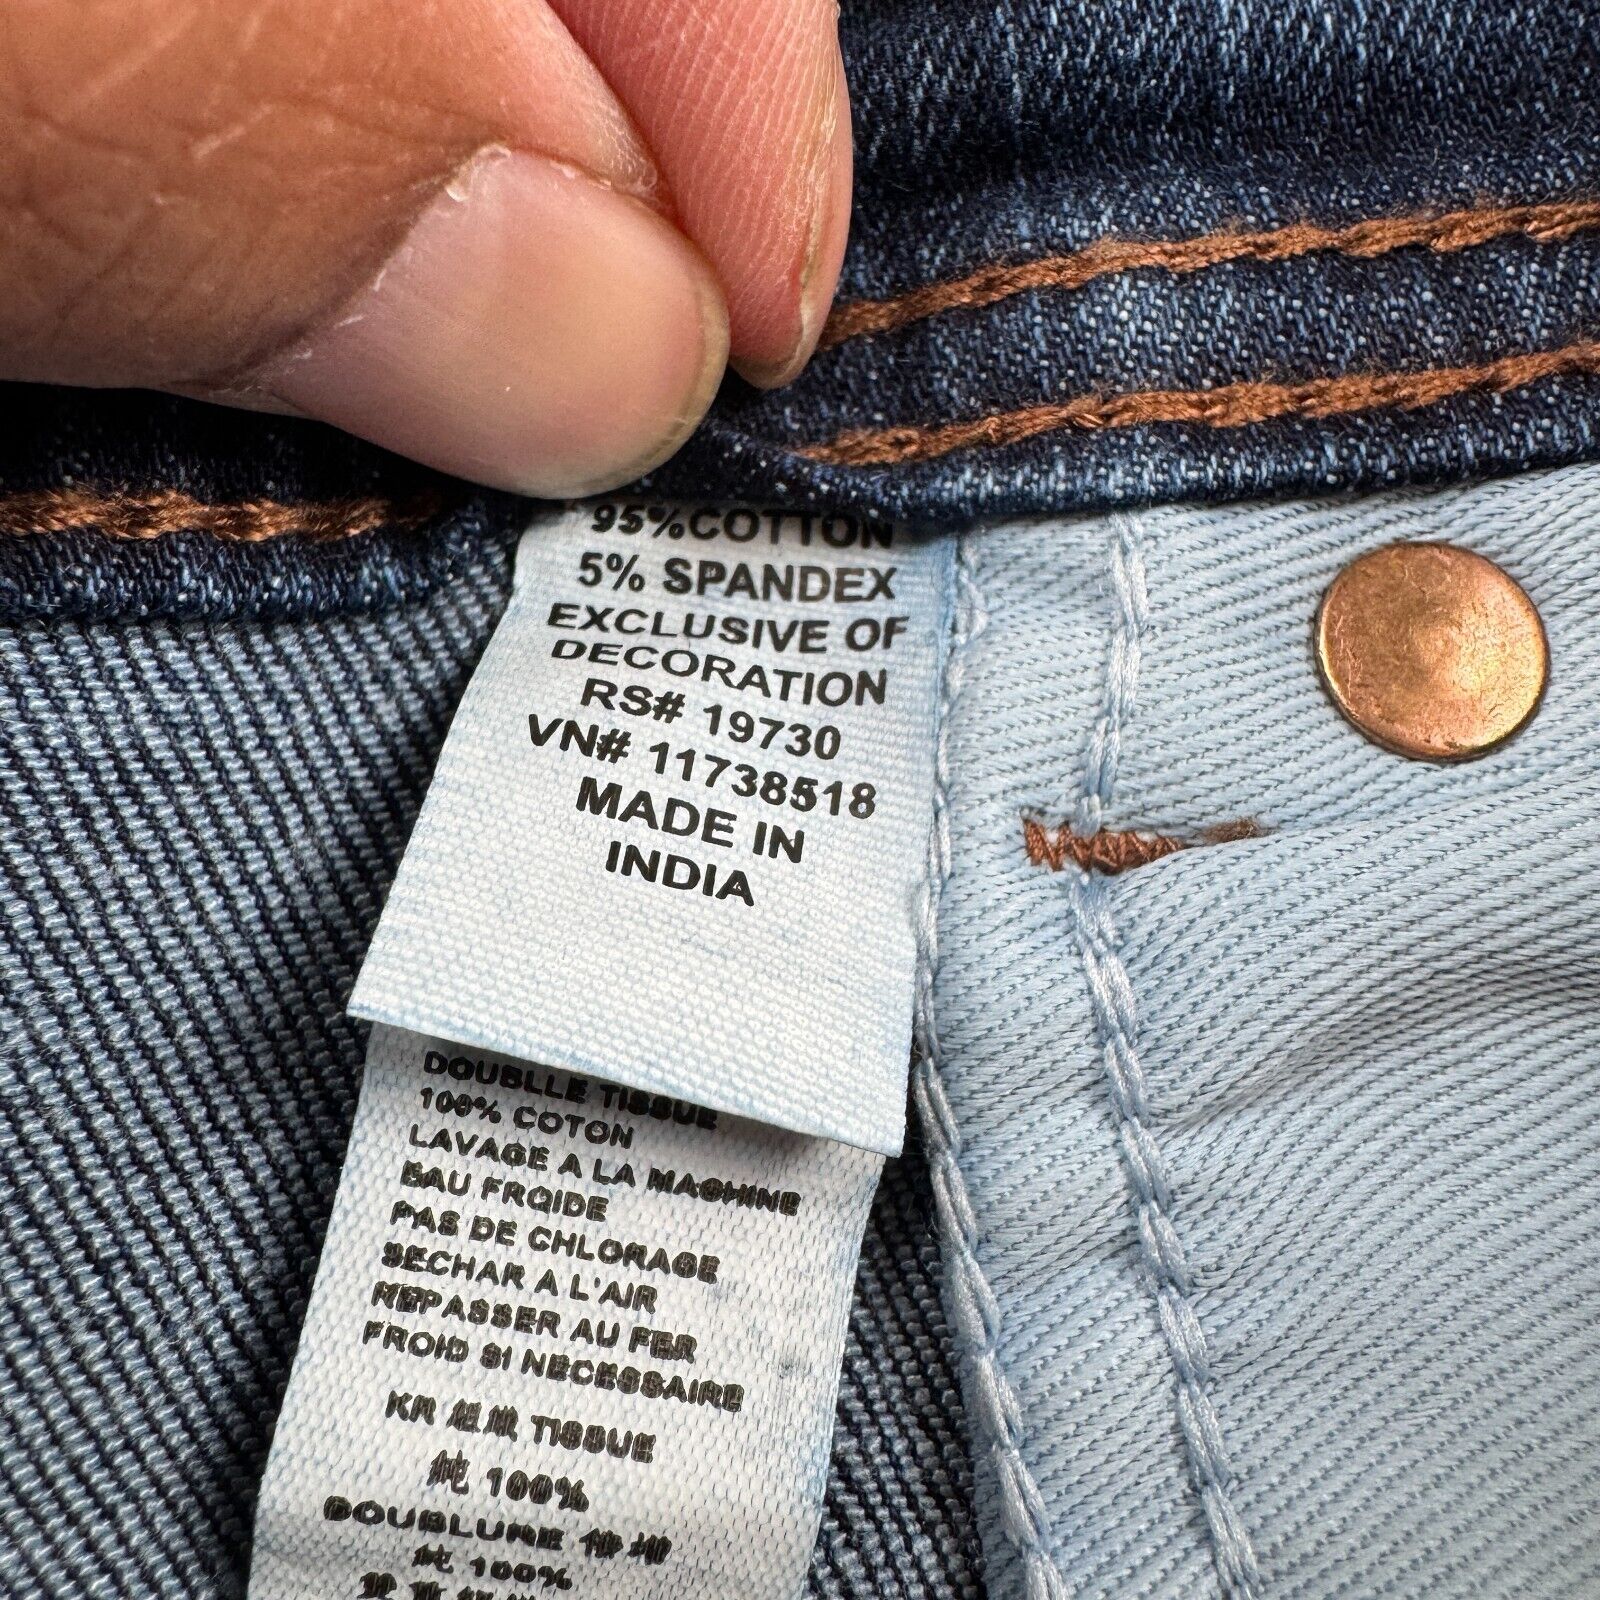 95%COTTON
5% SPANDEX
EXCLUSIVE OF
DECORATION
RS# 19730
VN# 11738518
MADE IN
INDIA
DOUBLLE TISSUE
100% COTON
LAVAGE A LA MACHINE
EAU FROIDE
PAS DE CHLORAGE
SECHAR A L'AIR
REPASSER AU FER
FROID SI NECESSAIRE
KR TISSUE
純 100%
DOUBLURE
100%